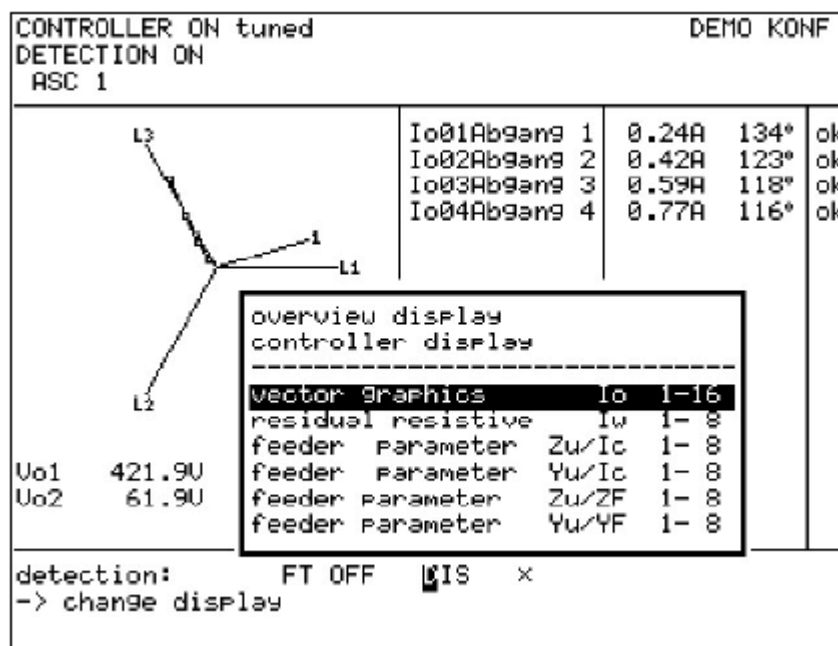 CONTROLLER ON tuned DEMO KONF
DETECTION ON
ASC 1
L3
1
L1
L2
Io01Abgang 1 0.24A 134° ok
Io02Abgang 2 0.42A 123° ok
Io03Abgang 3 0.59A 118° ok
Io04Abgang 4 0.77A 116° ok
overview display
controller display
--------------------------------
vector graphics Io 1-16
residual resistive Iw 1- 8
feeder parameter Zu/Ic 1- 8
feeder parameter Yu/Ic 1- 8
feeder parameter Zu/ZF 1- 8
feeder parameter Yu/YF 1- 8
Uo1 421.9V
Uo2 61.9V
detection: FT OFF DIS ×
-> change display